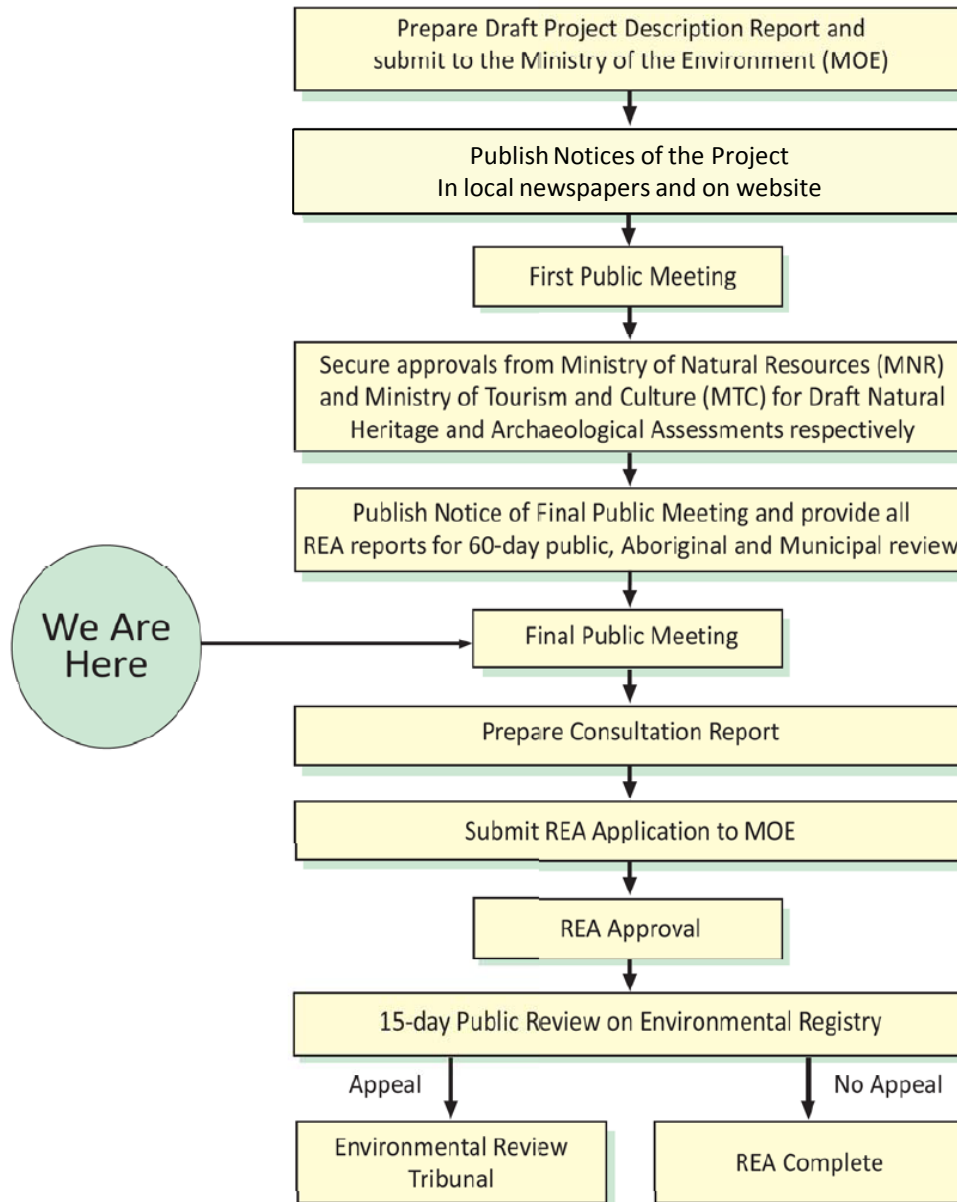 Prepare Draft Project Description Report and
submit to the Ministry of the Environment (MOE)
Publish Notices of the Project
In local newspapers and on website
First Public Meeting
Secure approvals from Ministry of Natural Resources (MNR)
and Ministry of Tourism and Culture (MTC) for Draft Natural
Heritage and Archaeological Assessments respectively
Publish Notice of Final Public Meeting and provide all
REA reports for 60-day public, Aboriginal and Municipal review
We Are
Here
Final Public Meeting
Prepare Consultation Report
Submit REA Application to MOE
REA Approval
15-day Public Review on Environmental Registry
Appeal
No Appeal
Environmental Review
Tribunal
REA Complete